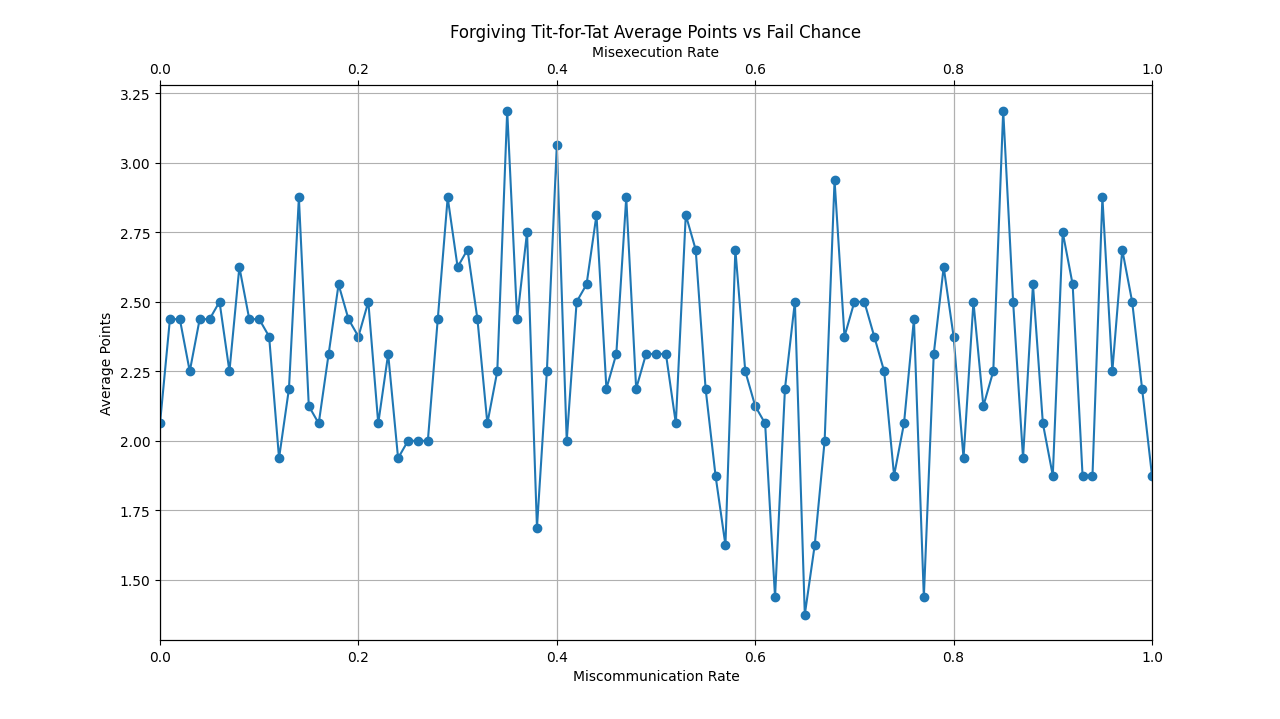 Forgiving Tit-for-Tat Average Points vs Fail Chance
Misexecution Rate
0.0 0.2 0.4 0.6 0.8 1.0
3.25
3.00
2.75
2.50
2.25
2.00
1.75
1.50
Average Points
0.0 0.2 0.4 0.6 0.8 1.0
Miscommunication Rate